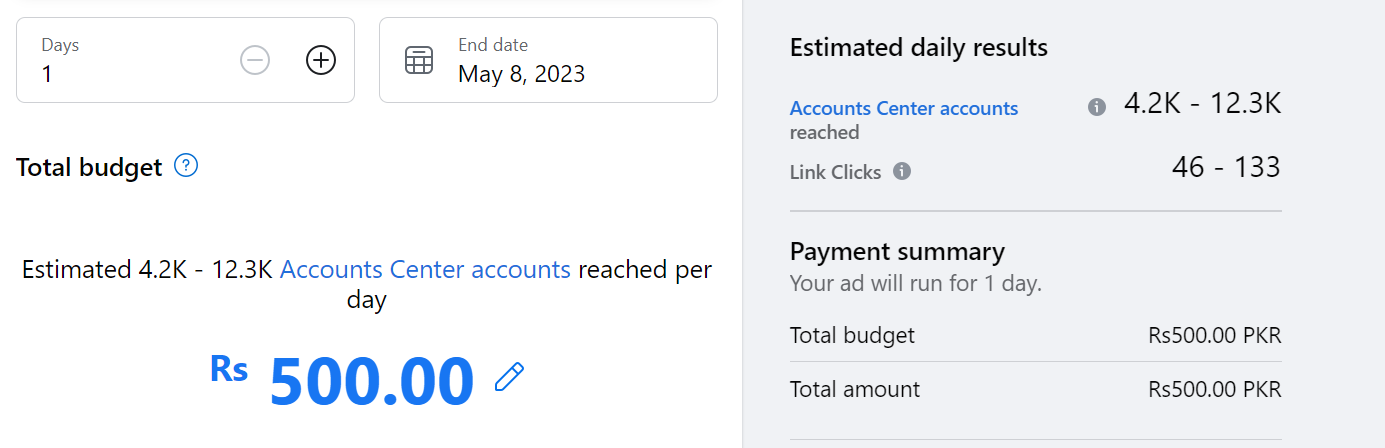 Days
1
End date
May 8, 2023
Total budget
Estimated 4.2K - 12.3K Accounts Center accounts reached per
day
Rs 500.00
Estimated daily results
Accounts Center accounts 4.2K - 12.3K
reached
Link Clicks 46 - 133
Payment summary
Your ad will run for 1 day.
Total budget Rs500.00 PKR
Total amount Rs500.00 PKR